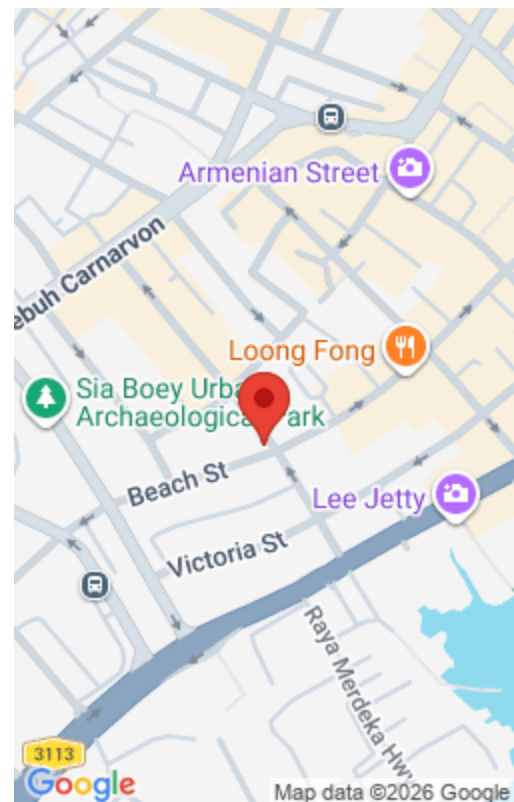 Armenian Street
ebuh Carnarvon
Loong Fong
Sia Boey Urba
Archaeologica ark
Beach St
Lee Jetty
Victoria St
Raya Merdeka Hwy
3113
Google
Map data ©2026 Google